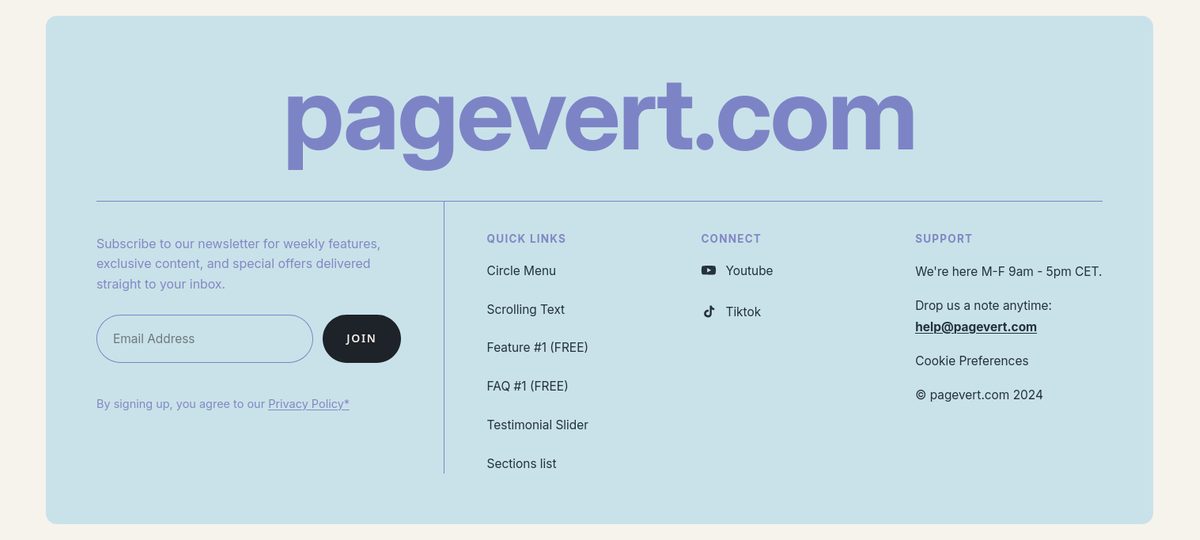 pagevert.com
Subscribe to our newsletter for weekly features,
exclusive content, and special offers delivered
straight to your inbox.
Email Address
JOIN
By signing up, you agree to our Privacy Policy*
QUICK LINKS
Circle Menu
Scrolling Text
Feature #1 (FREE)
FAQ #1 (FREE)
Testimonial Slider
Sections list
CONNECT
Youtube
Tiktok
SUPPORT
We're here M-F 9am - 5pm CET.
Drop us a note anytime:
help@pagevert.com
Cookie Preferences
© pagevert.com 2024